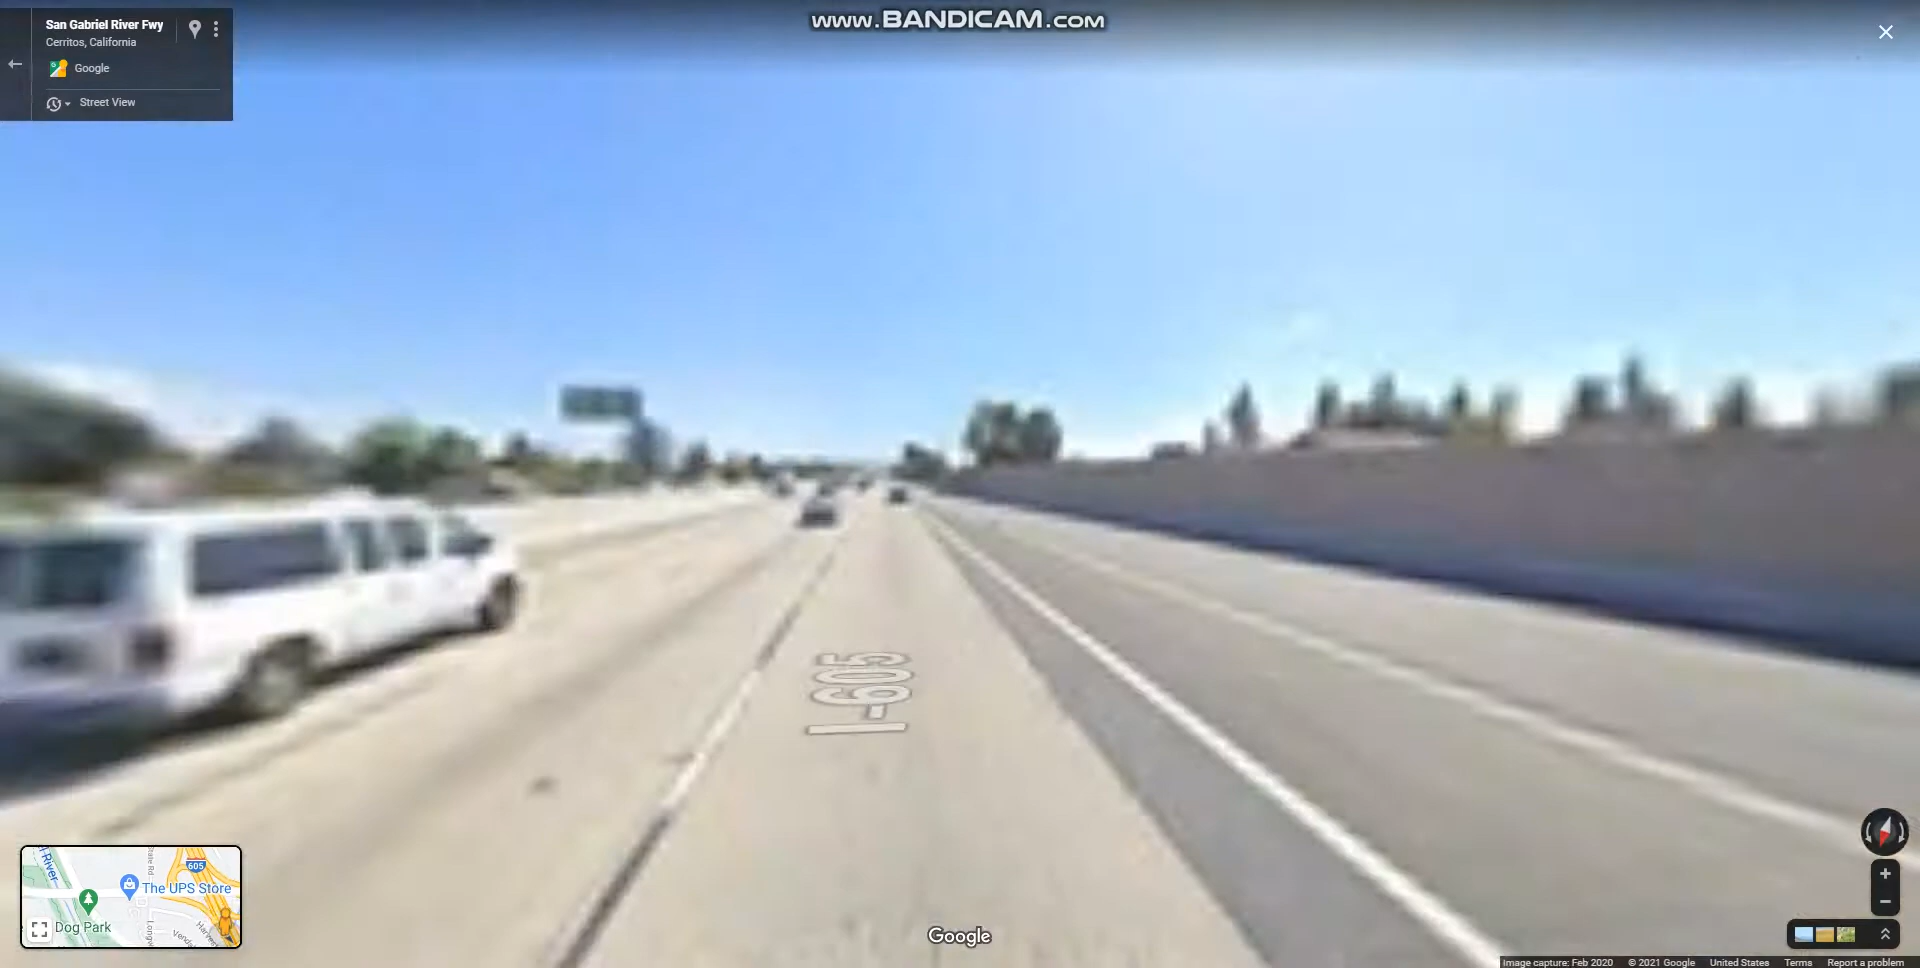 www.BANDICAM.com
San Gabriel River Fwy
Cerritos, California
Google
Street View
I-605
605
The UPS Store
Dog Park
Google
Image capture: Feb 2020 © 2021 Google United States Terms Report a problem